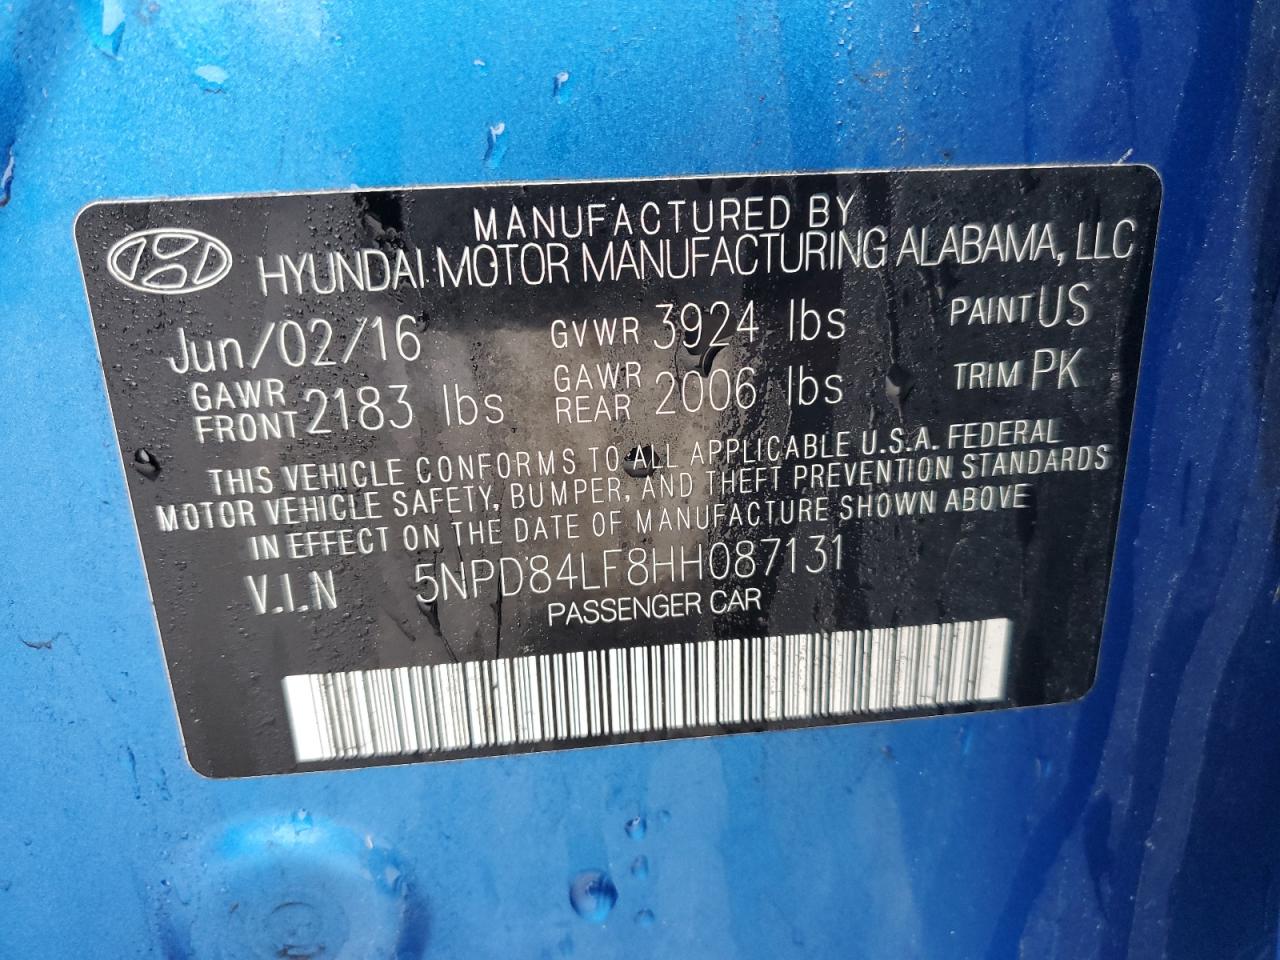 MANUFACTURED BY
HYUNDAI MOTOR MANUFACTURING ALABAMA, LLC
Jun/02/16 GVWR 3924 lbs PAINT US
GAWR FRONT 2183 lbs GAWR REAR 2006 lbs TRIM PK
THIS VEHICLE CONFORMS TO ALL APPLICABLE U.S.A. FEDERAL
MOTOR VEHICLE SAFETY, BUMPER, AND THEFT PREVENTION STANDARDS
IN EFFECT ON THE DATE OF MANUFACTURE SHOWN ABOVE
V.I.N 5NPD84LF8HH087131
PASSENGER CAR